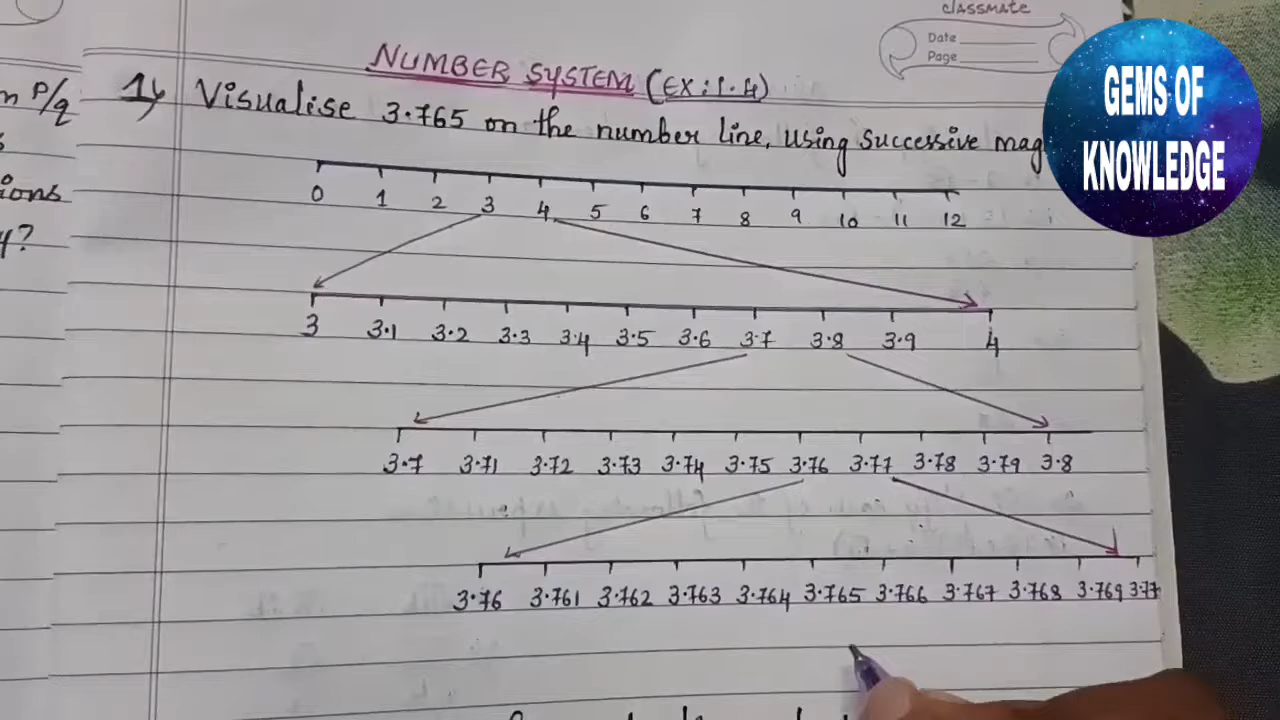 classmate
Date
Page
GEMS OF
KNOWLEDGE
NUMBER SYSTEM (EX:1.4)
n P/q
1) Visualise 3.765 on the number line, using successive mag
0 1 2 3 4 5 6 7 8 9 10 11 12
ions
y?
3 3.1 3.2 3.3 3.4 3.5 3.6 3.7 3.8 3.9 4
3.7 3.71 3.72 3.73 3.74 3.75 3.76 3.77 3.78 3.79 3.8
3.76 3.761 3.762 3.763 3.764 3.765 3.766 3.767 3.768 3.769 3.77